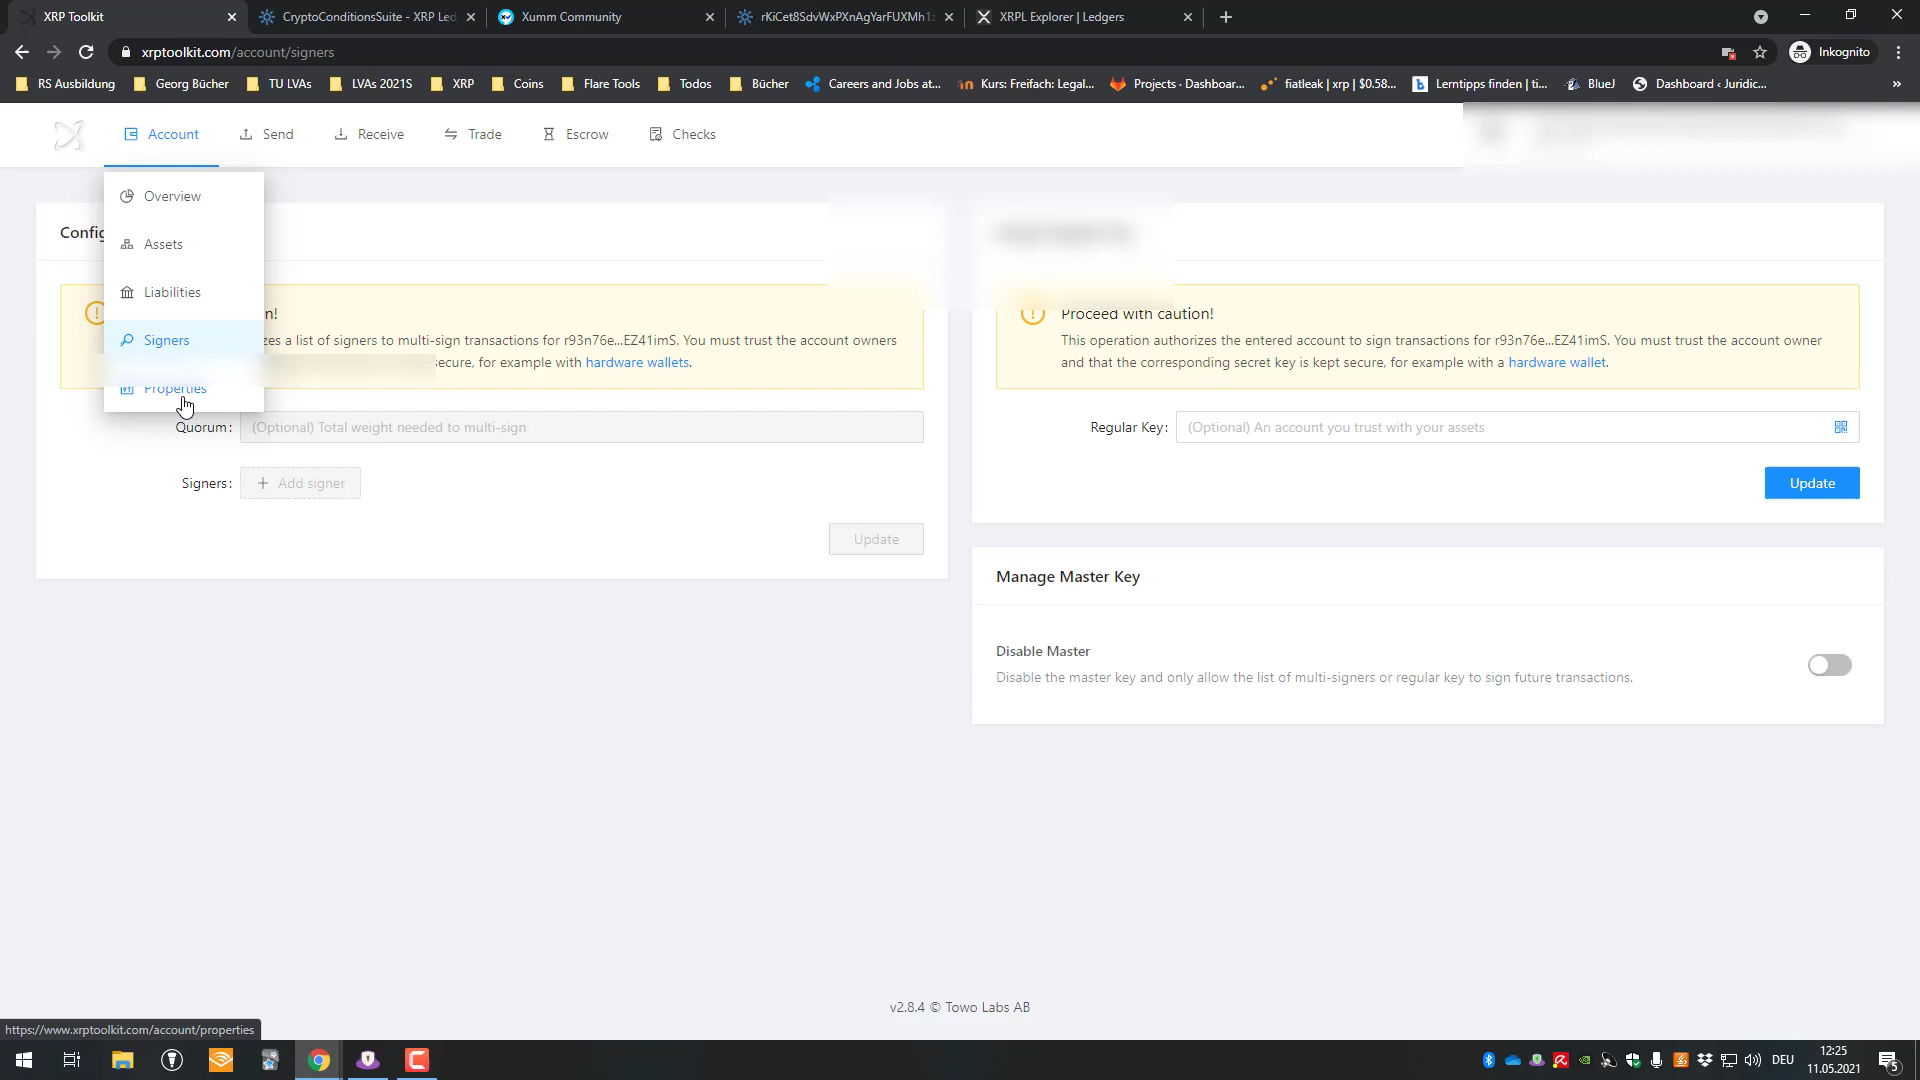 XRP Toolkit
CryptoConditionsSuite - XRP Led
Xumm Community
rKiCet8SdvWxPXnAgYarFUXMh1z
XRPL Explorer | Ledgers
xrptoolkit.com/account/signers
Inkognito
RS Ausbildung
Georg Bücher
TU LVAs
LVAs 2021S
XRP
Coins
Flare Tools
Todos
Bücher
Careers and Jobs at...
Kurs: Freifach: Legal...
Projects · Dashboar...
fiatleak | xrp | $0.58...
Lerntipps finden | ti...
BlueJ
Dashboard ‹ Juridic...
»
Account
Send
Receive
Trade
Escrow
Checks
Overview
Assets
Liabilities
Signers
Properties
Config
n!
zes a list of signers to multi-sign transactions for r93n76e...EZ41imS. You must trust the account owners
secure, for example with hardware wallets.
Quorum:
(Optional) Total weight needed to multi-sign
Signers:
+ Add signer
Update
Proceed with caution!
This operation authorizes the entered account to sign transactions for r93n76e...EZ41imS. You must trust the account owner
and that the corresponding secret key is kept secure, for example with a hardware wallet.
Regular Key:
(Optional) An account you trust with your assets
Update
Manage Master Key
Disable Master
Disable the master key and only allow the list of multi-signers or regular key to sign future transactions.
v2.8.4 © Towo Labs AB
https://www.xrptoolkit.com/account/properties
DEU
12:25
11.05.2021
5